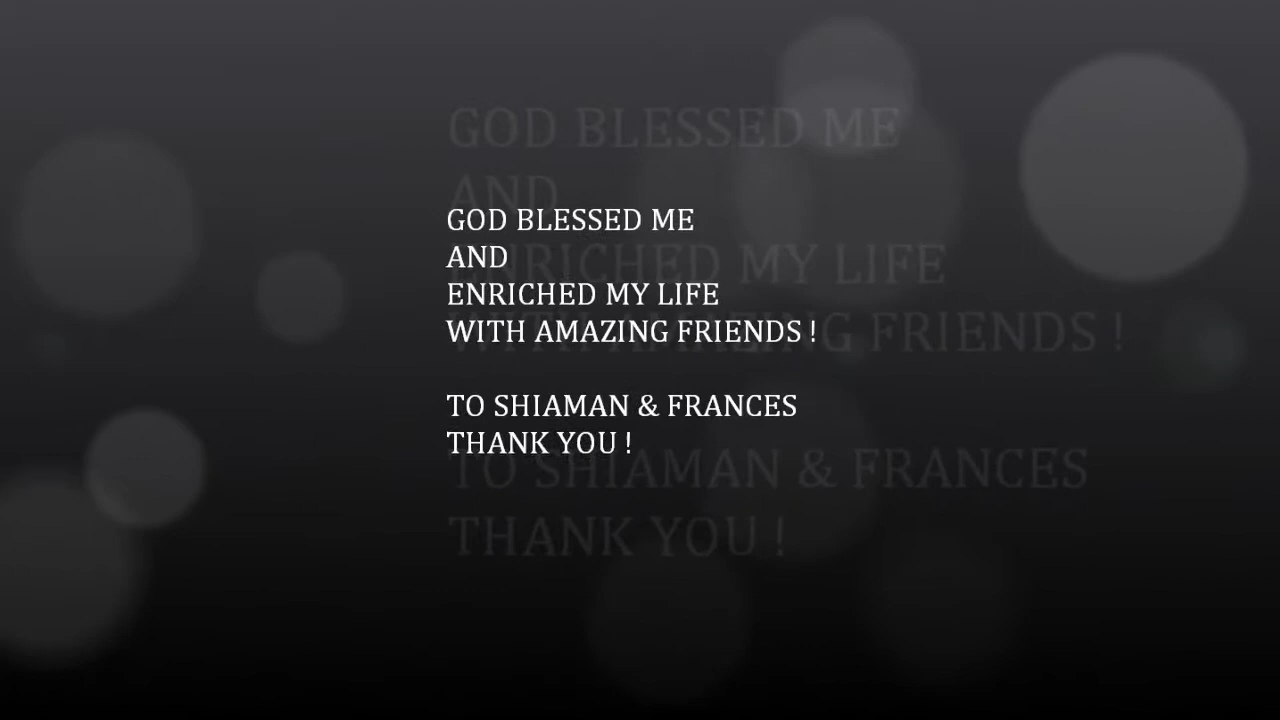 GOD BLESSED ME
AND
ENRICHED MY LIFE
WITH AMAZING FRIENDS !
TO SHIAMAN & FRANCES
THANK YOU !